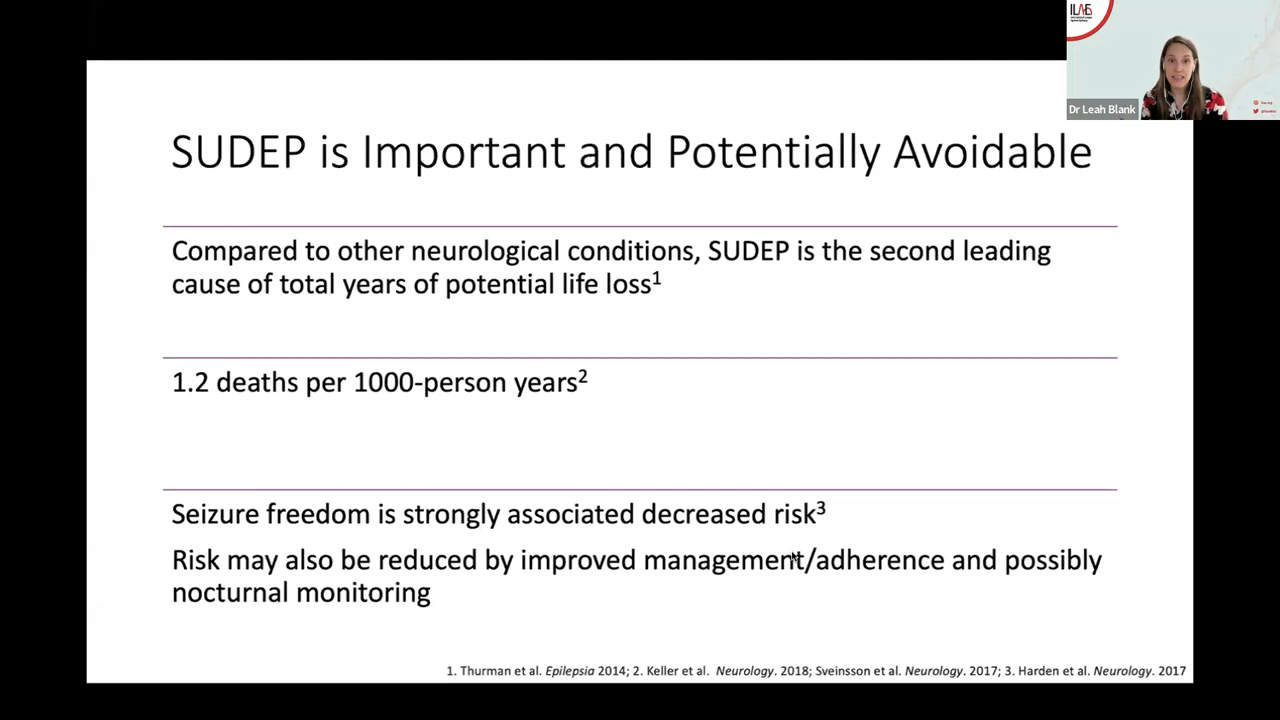 ILAE
Dr Leah Blank
SUDEP is Important and Potentially Avoidable
Compared to other neurological conditions, SUDEP is the second leading
cause of total years of potential life loss1
1.2 deaths per 1000-person years2
Seizure freedom is strongly associated decreased risk3
Risk may also be reduced by improved management/adherence and possibly
nocturnal monitoring
1. Thurman et al. Epilepsia 2014; 2. Keller et al. Neurology. 2018; Sveinsson et al. Neurology. 2017; 3. Harden et al. Neurology. 2017